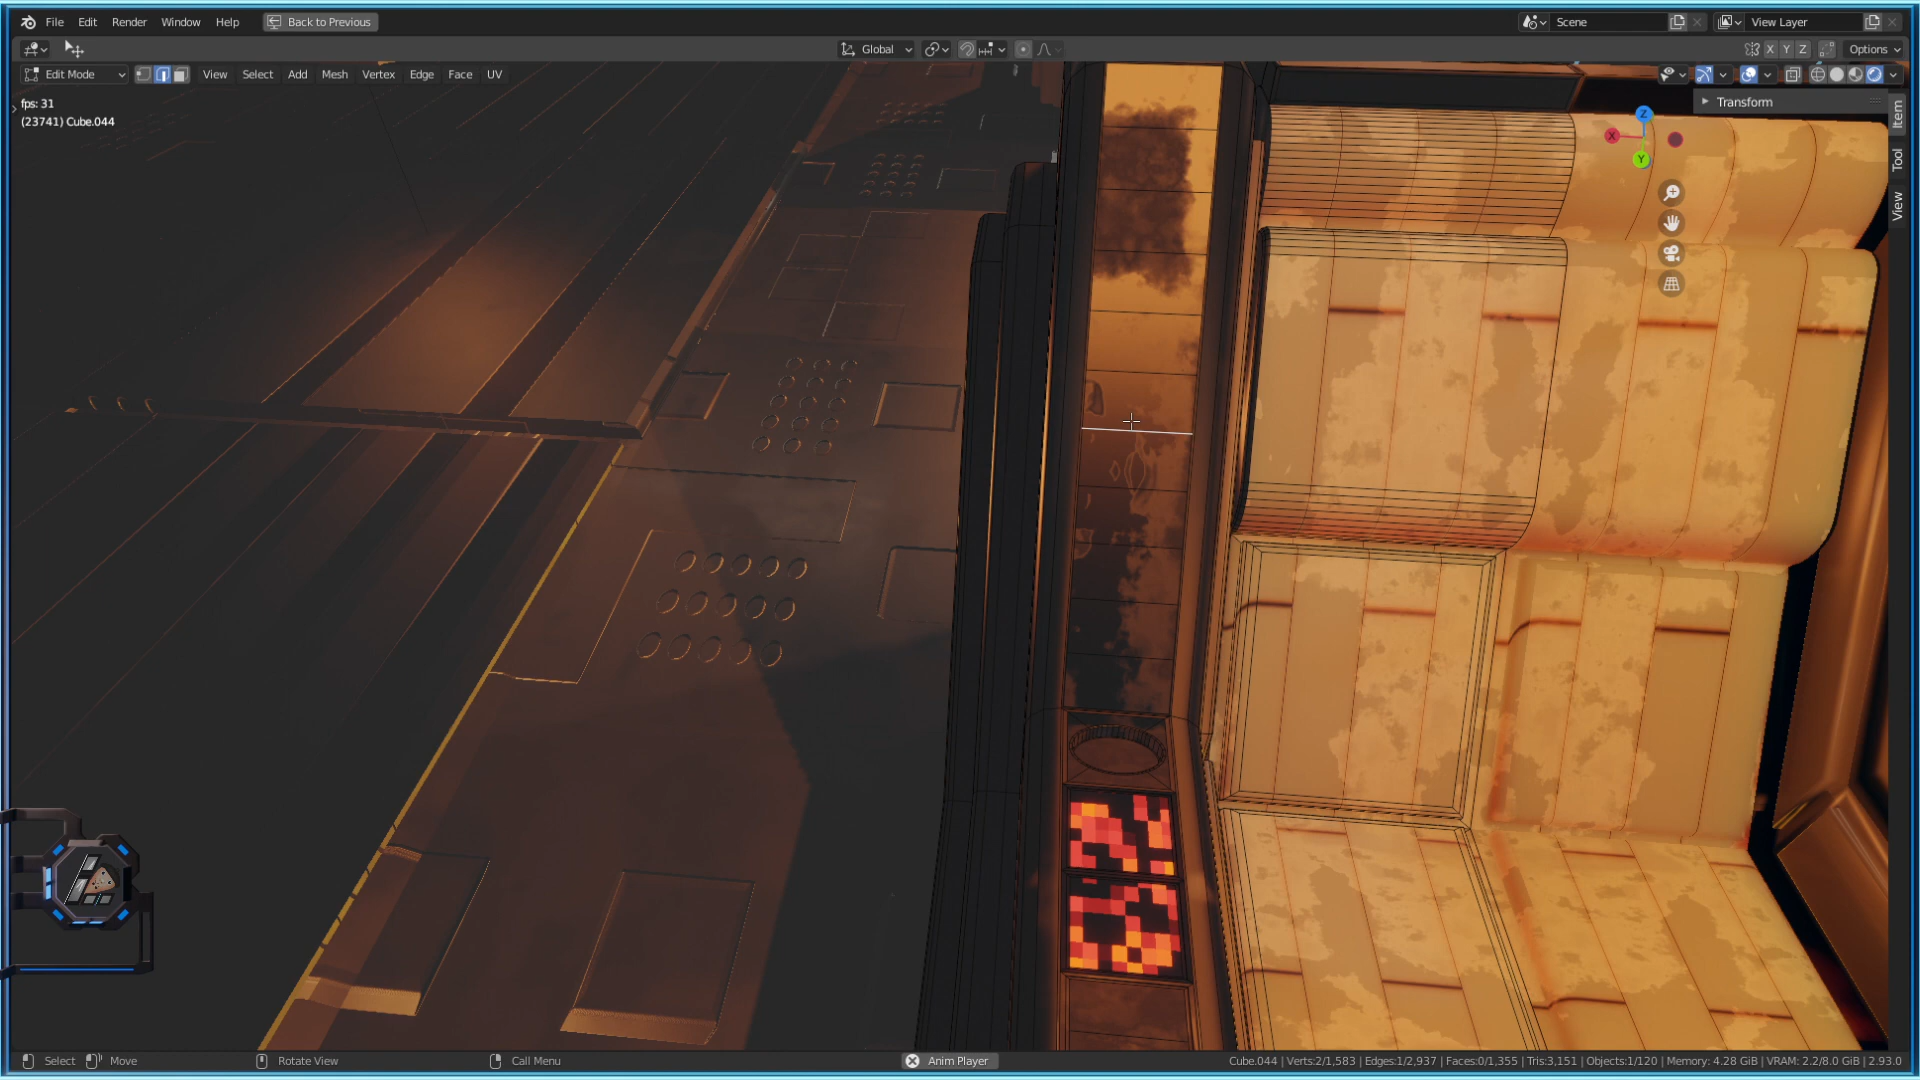 File Edit Render Window Help Back to Previous Scene View Layer
Global X Y Z Options
Edit Mode View Select Add Mesh Vertex Edge Face UV
fps: 31
(23741) Cube.044
Transform
Item
Tool
View
Z
X
Y
Select Move Rotate View Call Menu Anim Player Cube.044 | Verts:2/1,583 | Edges:1/2,937 | Faces:0/1,355 | Tris:3,151 | Objects:1/120 | Memory: 4.28 GiB | VRAM: 2.2/8.0 GiB | 2.93.0